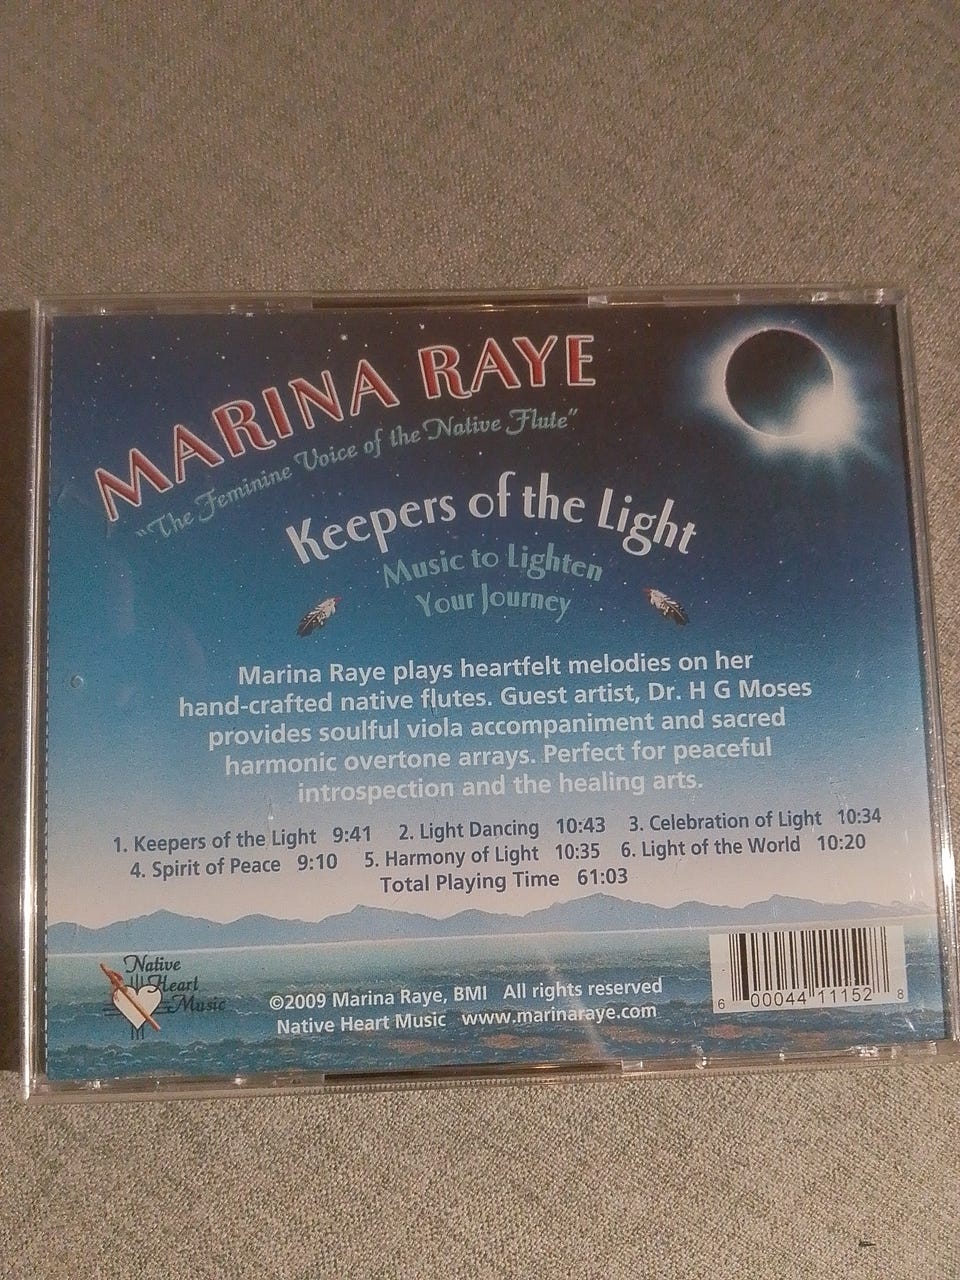 MARINA RAYE
"The Feminine Voice of the Native Flute"
Keepers of the Light
Music to Lighten
Your Journey
Marina Raye plays heartfelt melodies on her
hand-crafted native flutes. Guest artist, Dr. H G Moses
provides soulful viola accompaniment and sacred
harmonic overtone arrays. Perfect for peaceful
introspection and the healing arts.
1. Keepers of the Light 9:41 2. Light Dancing 10:43 3. Celebration of Light 10:34
4. Spirit of Peace 9:10 5. Harmony of Light 10:35 6. Light of the World 10:20
Total Playing Time 61:03
Native
Heart
Music
©2009 Marina Raye, BMI All rights reserved
Native Heart Music www.marinaraye.com
6 00044 11152 8